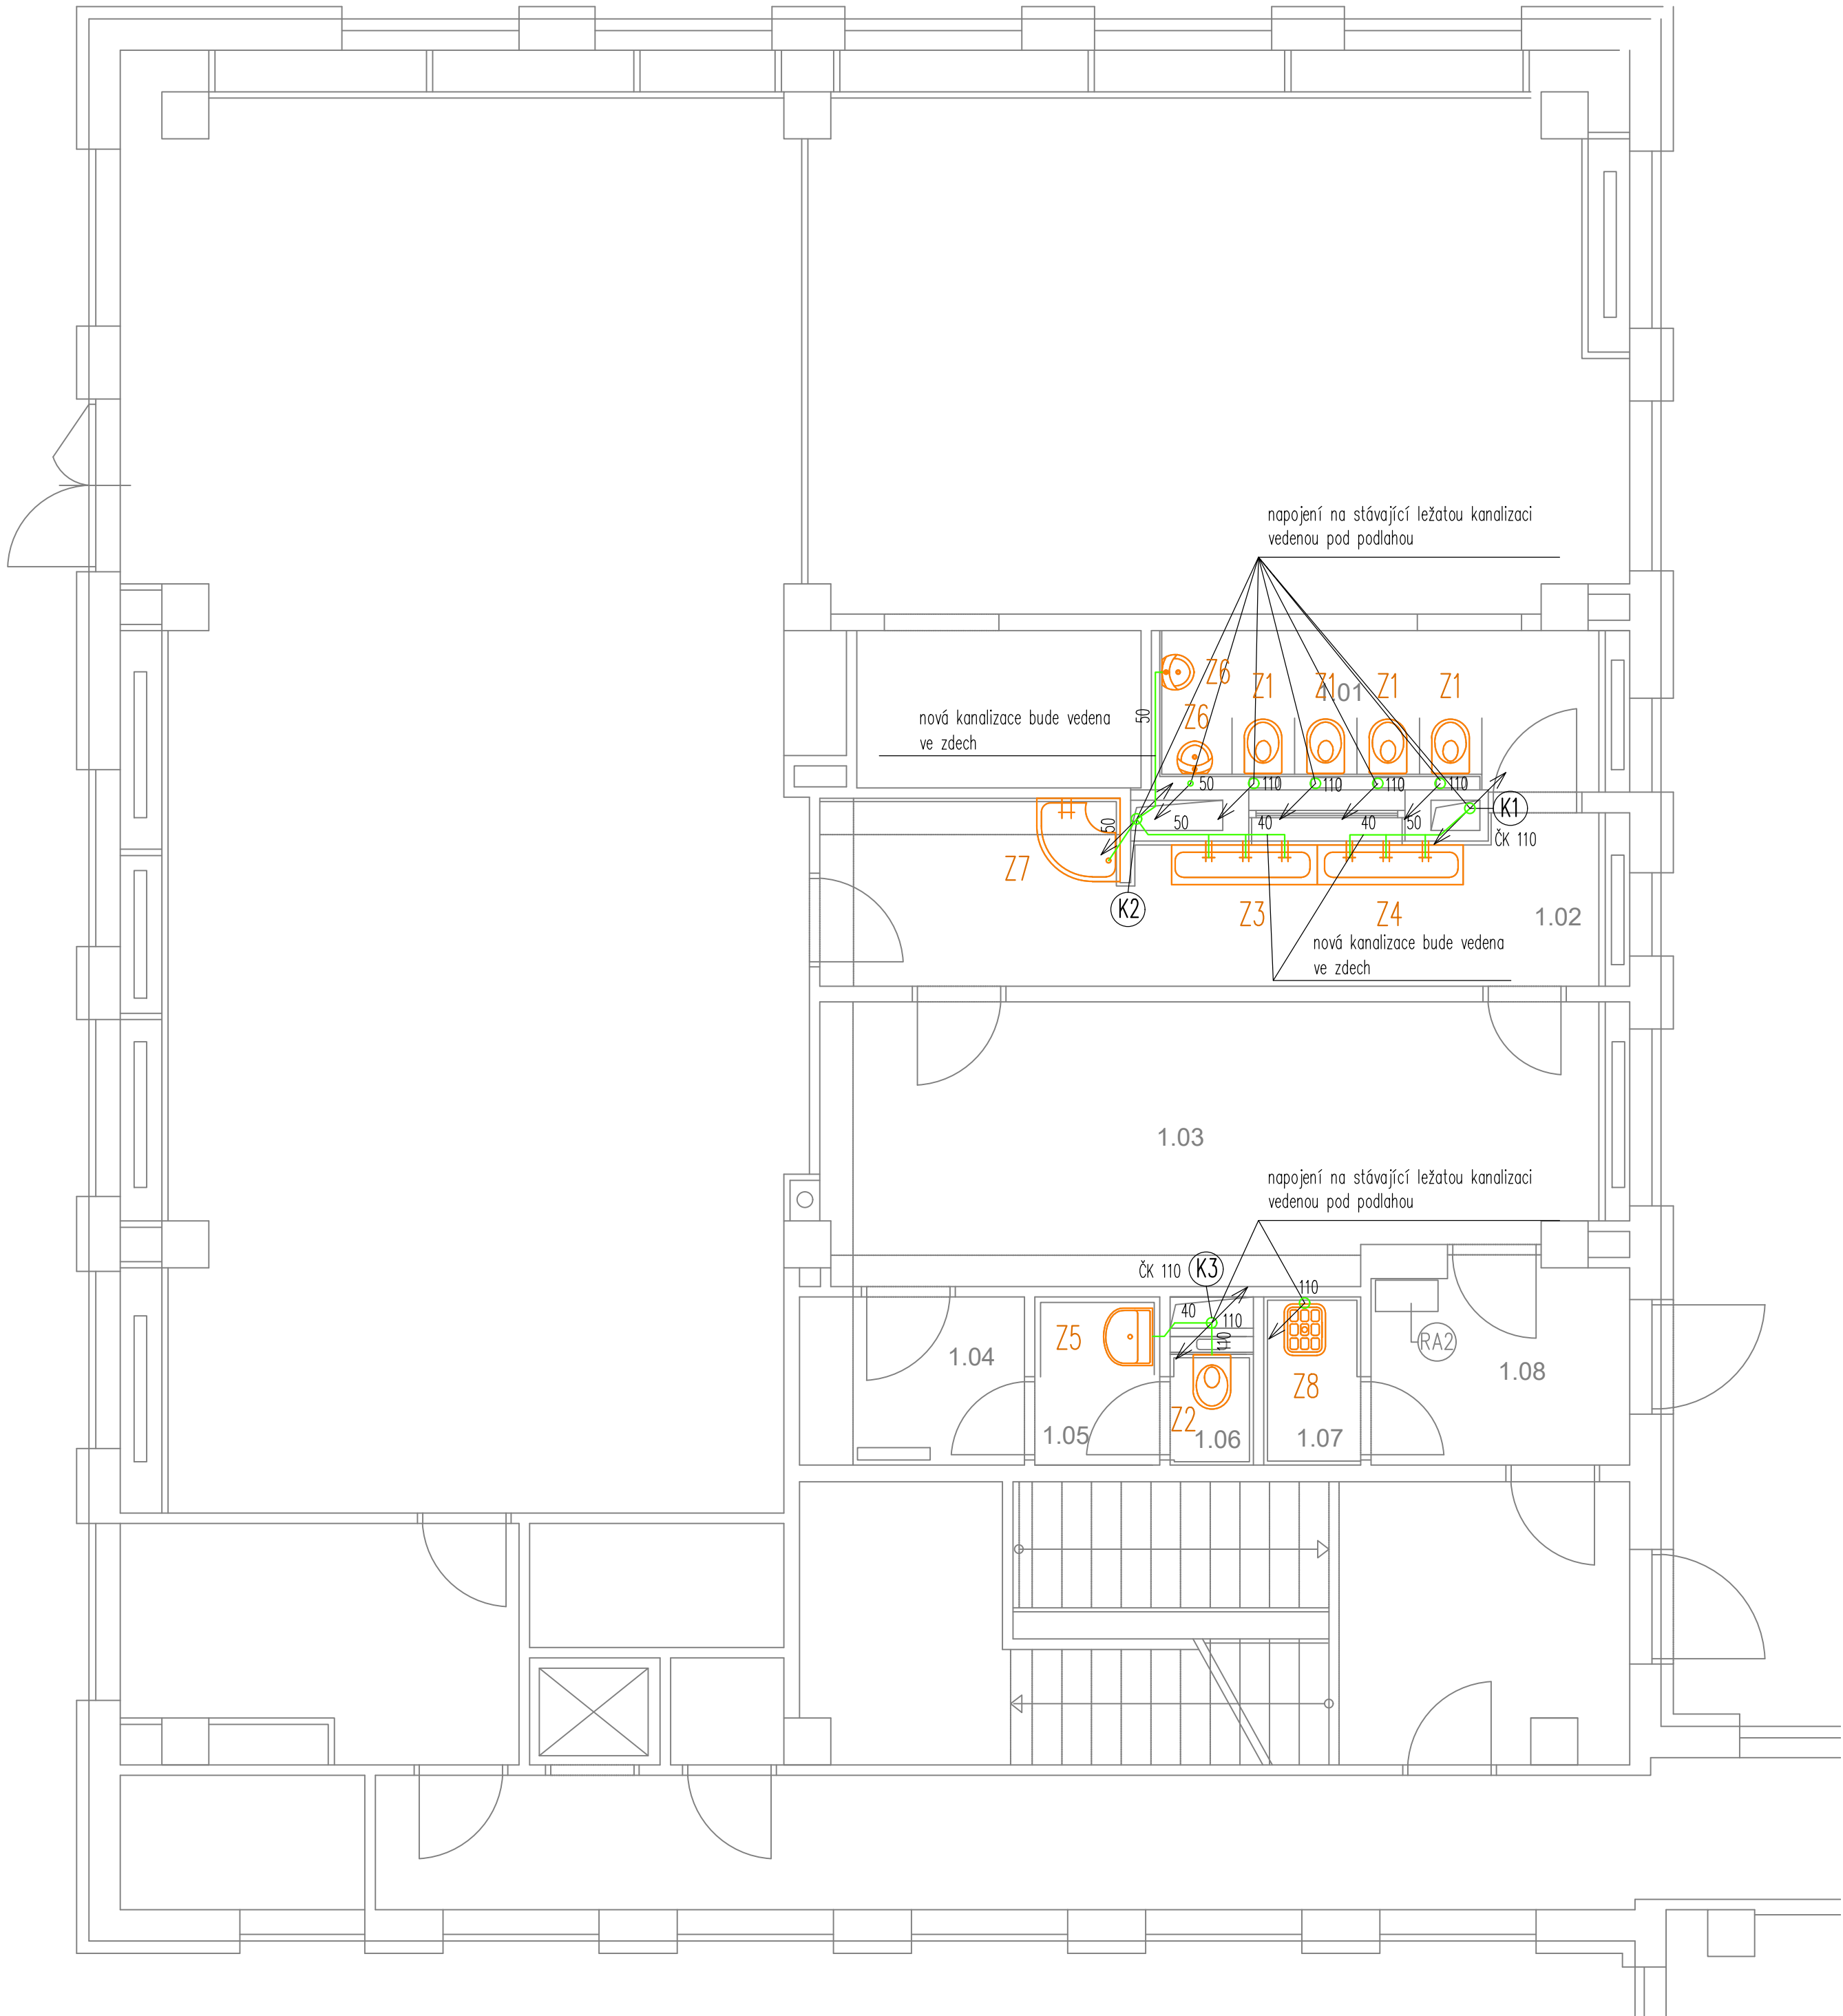 napojení na stávající ležatou kanalizaci
vedenou pod podlahou
Z6
Z1
Z1
1.01
Z1
Z1
Z6
nová kanalizace bude vedena
ve zdech
50
50
110
110
110
110
K1
50
50
40
40
50
ČK 110
Z7
K2
Z3
Z4
1.02
nová kanalizace bude vedena
ve zdech
1.03
napojení na stávající ležatou kanalizaci
vedenou pod podlahou
ČK 110
K3
110
40
110
110
Z5
1.04
RA2
1.08
Z8
Z2
1.05
1.06
1.07